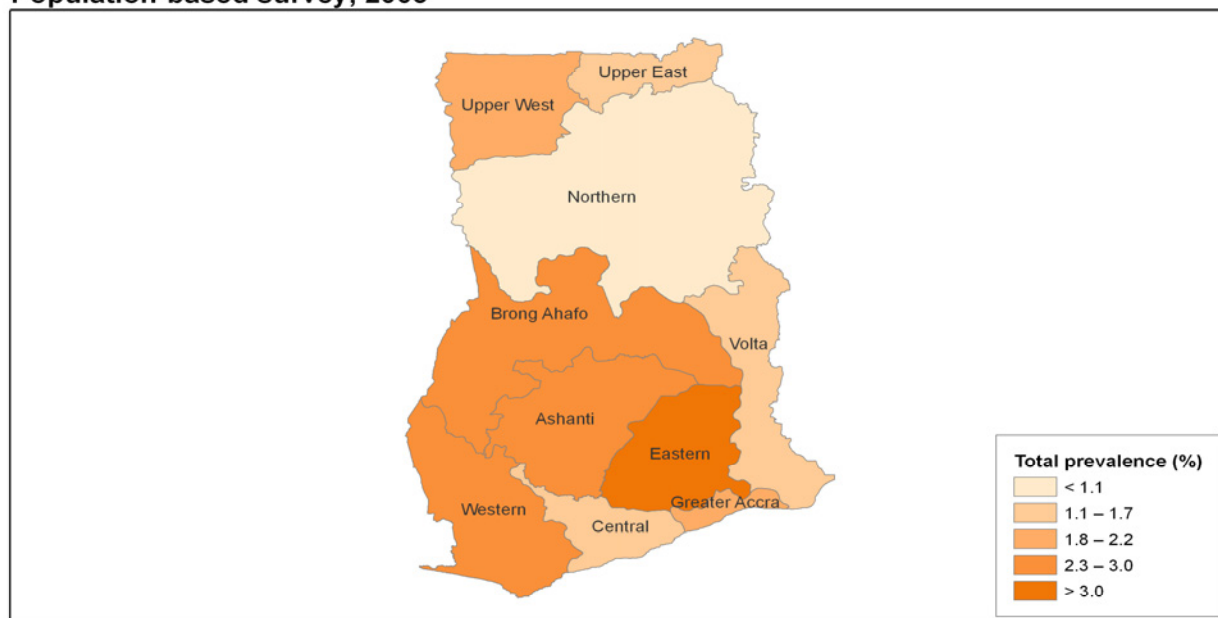 Upper East
Upper West
Northern
Brong Ahafo
Volta
Ashanti
Eastern
Greater Accra
Western
Central
Total prevalence (%)
< 1.1
1.1 – 1.7
1.8 – 2.2
2.3 – 3.0
> 3.0